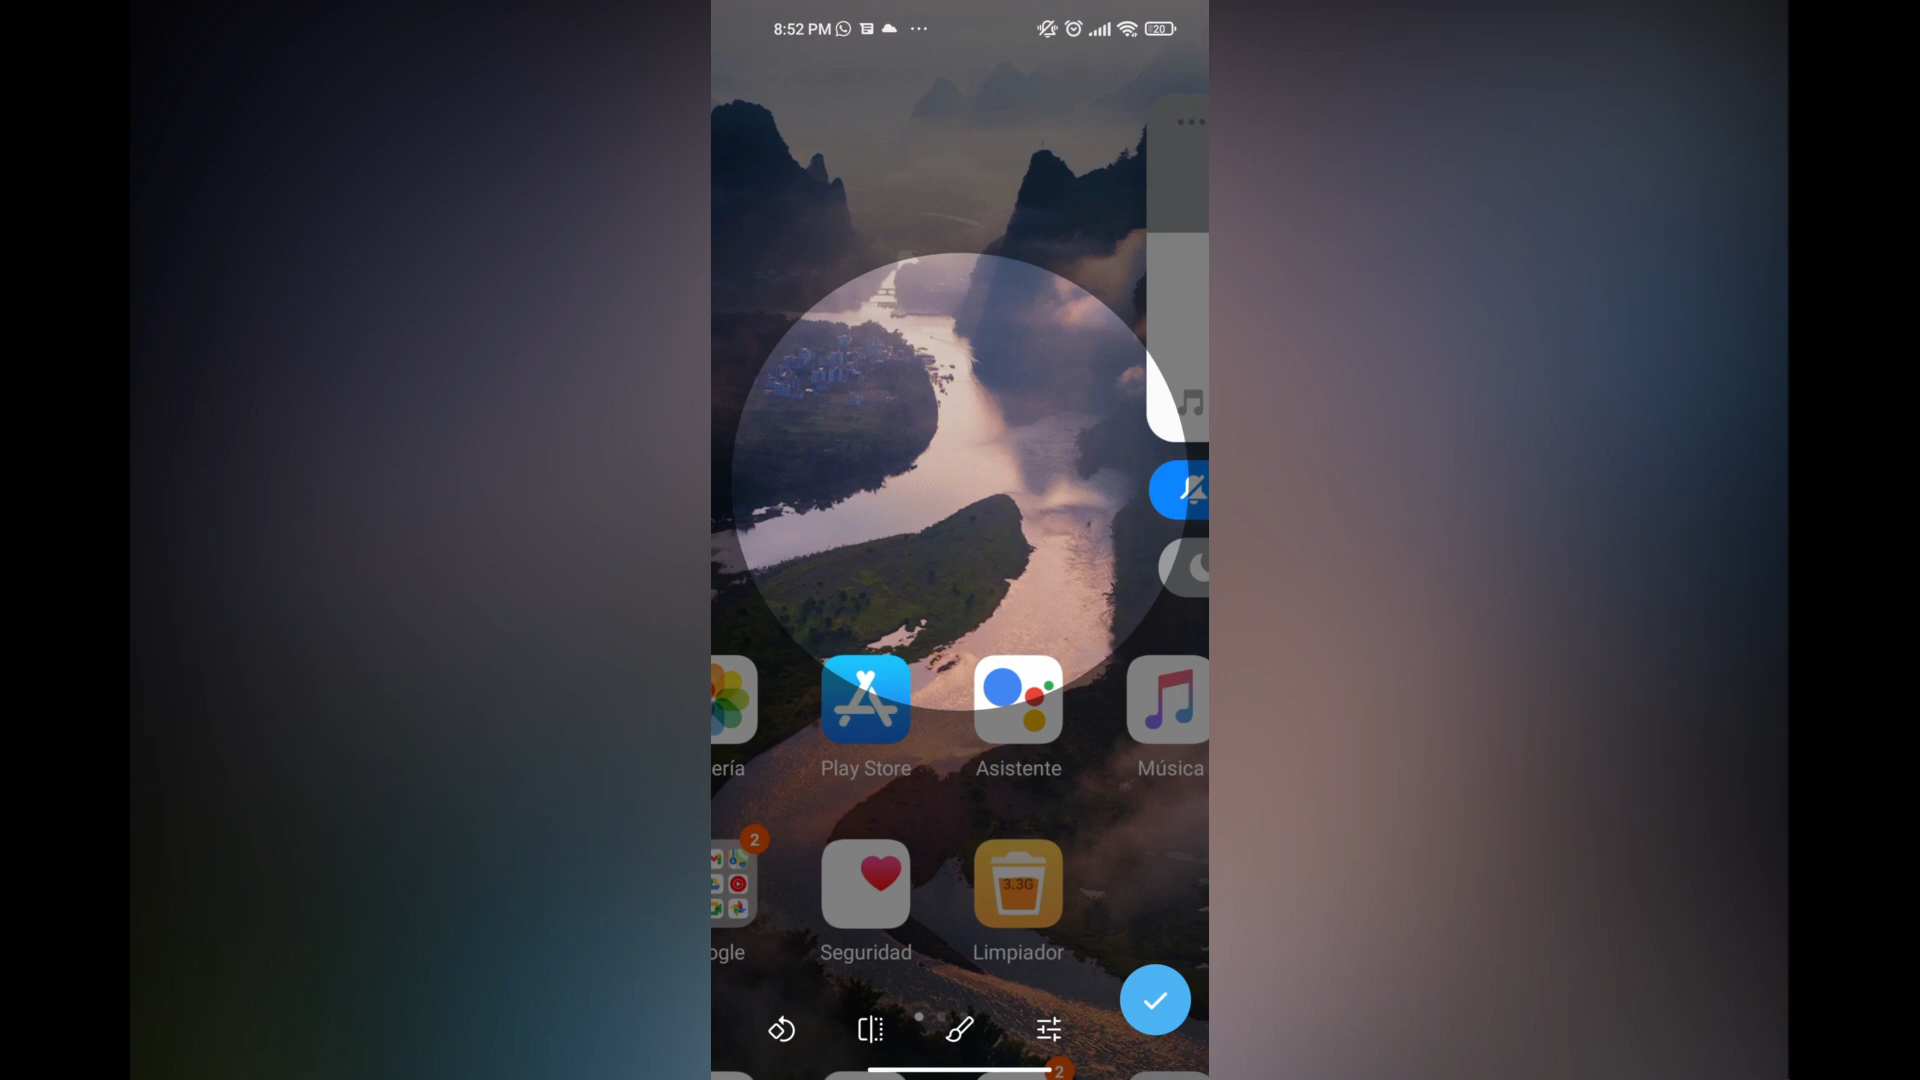 8:52 PM
20
ería
Play Store
Asistente
Música
2
3.3G
ogle
Seguridad
Limpiador
2